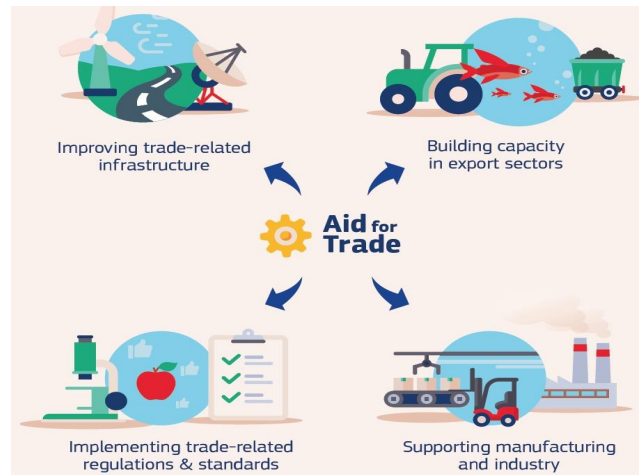 Improving trade-related
infrastructure
Building capacity
in export sectors
Aid for
Trade
Implementing trade-related
regulations & standards
Supporting manufacturing
and industry